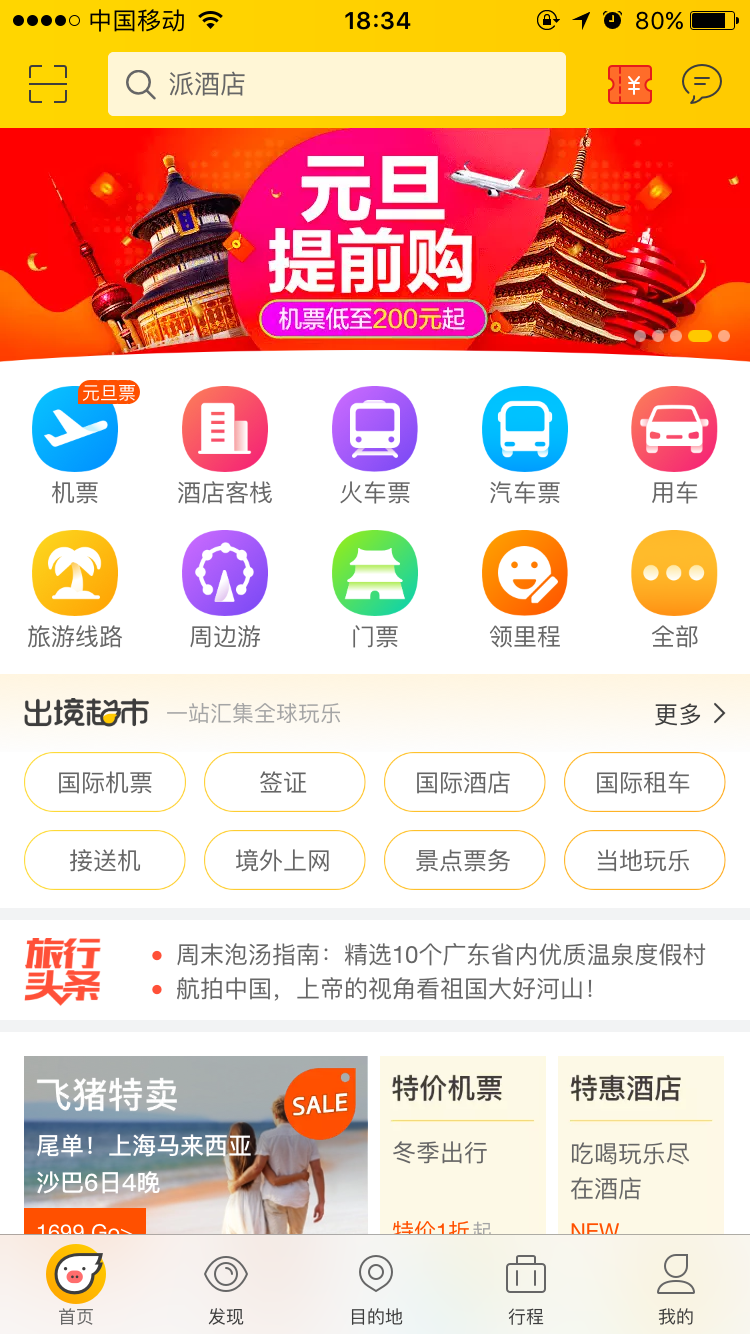 中国移动 18:34 80%
派酒店
元旦
提前购
机票低至200元起
元旦票
机票 酒店客栈 火车票 汽车票 用车
旅游线路 周边游 门票 领里程 全部
出境超市 一站汇集全球玩乐 更多
国际机票 签证 国际酒店 国际租车
接送机 境外上网 景点票务 当地玩乐
旅行
头条
周末泡汤指南：精选10个广东省内优质温泉度假村
航拍中国，上帝的视角看祖国大好河山！
飞猪特卖
SALE
尾单！上海马来西亚
沙巴6日4晚
1699 Go>
特价机票
冬季出行
特价1折起
特惠酒店
吃喝玩乐尽
在酒店
NEW
首页 发现 目的地 行程 我的